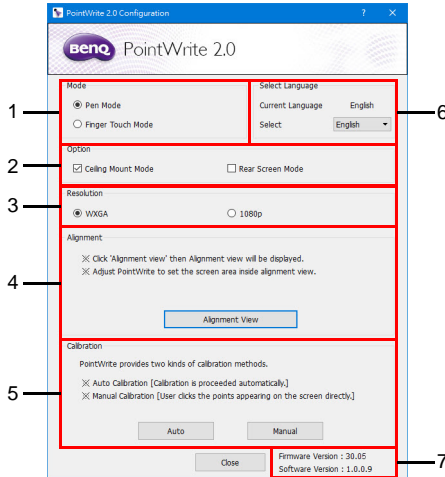 PointWrite 2.0 Configuration ? ×
BenQ PointWrite 2.0
Mode
Pen Mode
Finger Touch Mode
1
Select Language
Current Language English
Select English
6
Option
Ceiling Mount Mode Rear Screen Mode
2
Resolution
WXGA 1080p
3
Alignment
※ Click 'Alignment view' then Alignment view will be displayed.
※ Adjust PointWrite to set the screen area inside alignment view.
4
Alignment View
Calibration
PointWrite provides two kinds of calibration methods.
※ Auto Calibration [Calibration is proceeded automatically.]
※ Manual Calibration [User clicks the points appearing on the screen directly.]
5
Auto Manual
Close
Firmware Version : 30.05
Software Version : 1.0.0.9
7